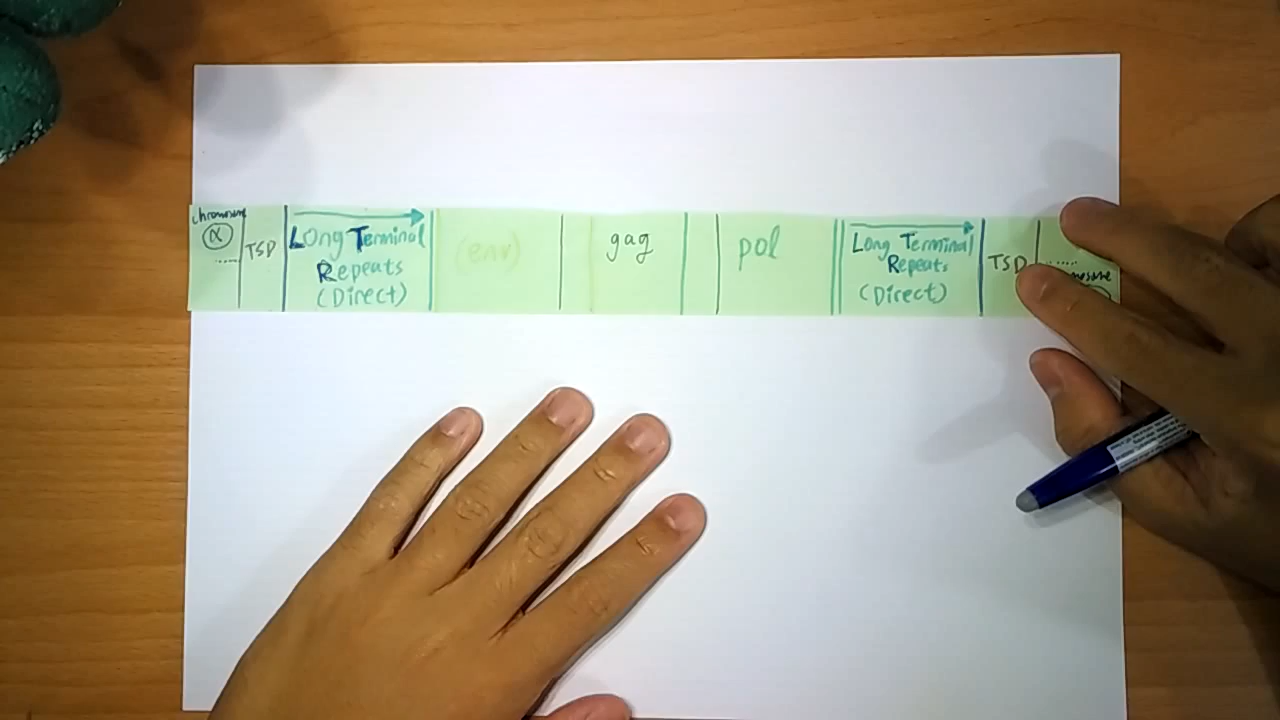 chromosome
α
......
TSD
Long Terminal
Repeats
(Direct)
(env)
gag
pol
Long Terminal
Repeats
(Direct)
TSD
......